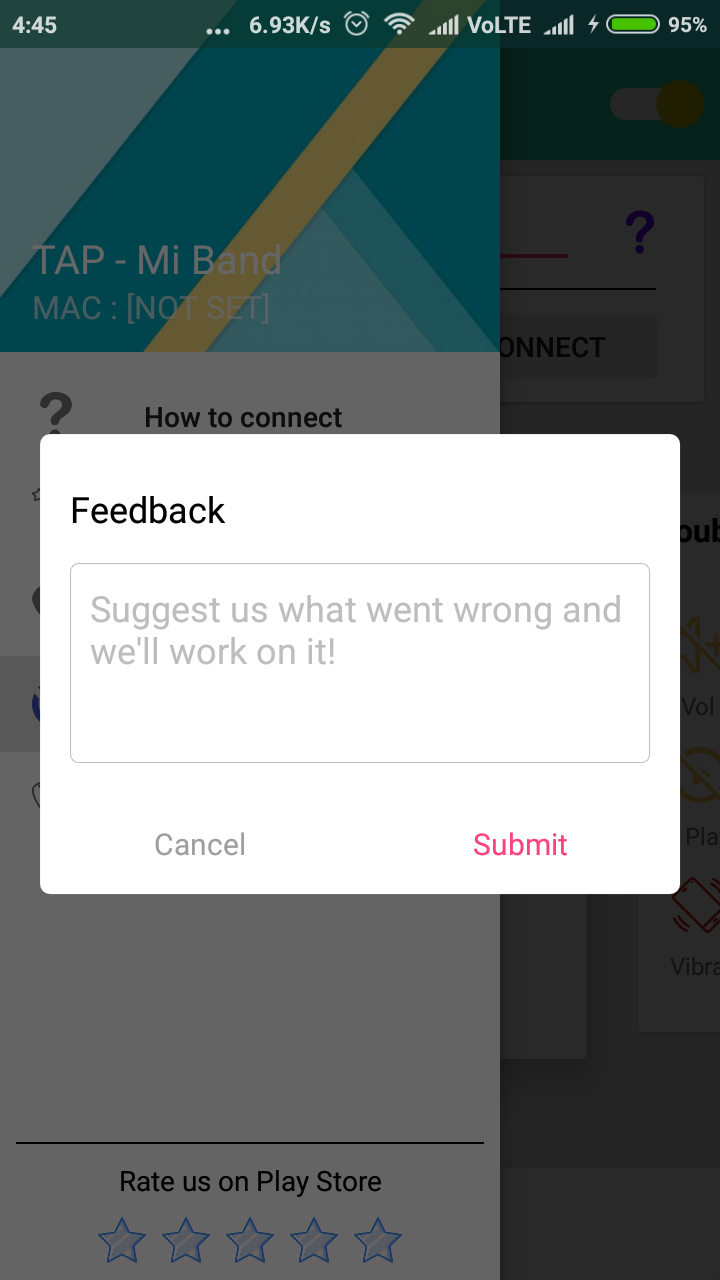 4:45 ... 6.93K/s VoLTE 95%
TAP - Mi Band
MAC : [NOT SET]
ONNECT
How to connect
Feedback
Suggest us what went wrong and
we'll work on it!
Cancel
Submit
oub
Vol
Pla
Vibra
Rate us on Play Store